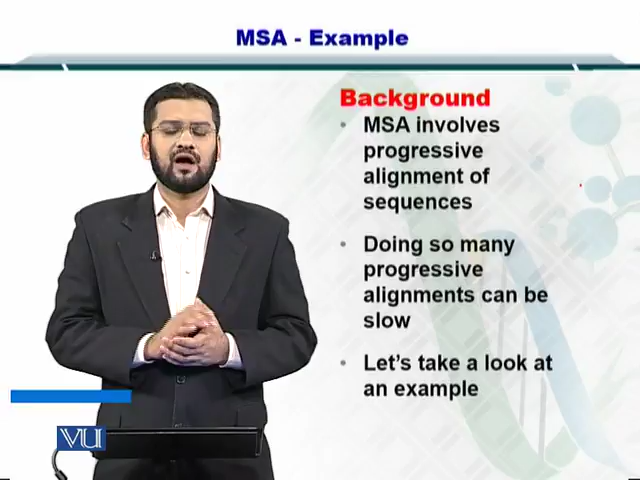 MSA - Example
Background
• MSA involves
progressive
alignment of
sequences
• Doing so many
progressive
alignments can be
slow
• Let's take a look at
an example
VU